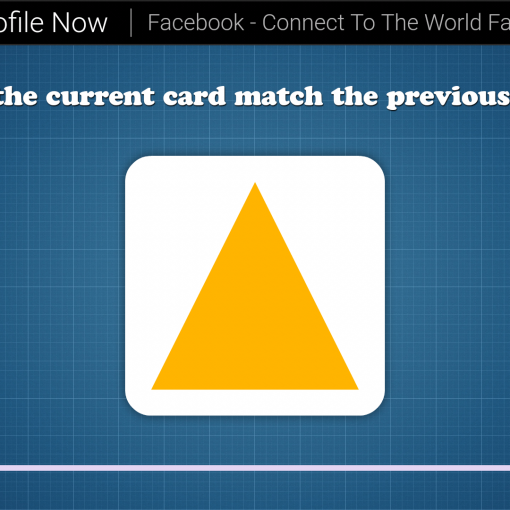 ofile Now
Facebook - Connect To The World Fa
the current card match the previous